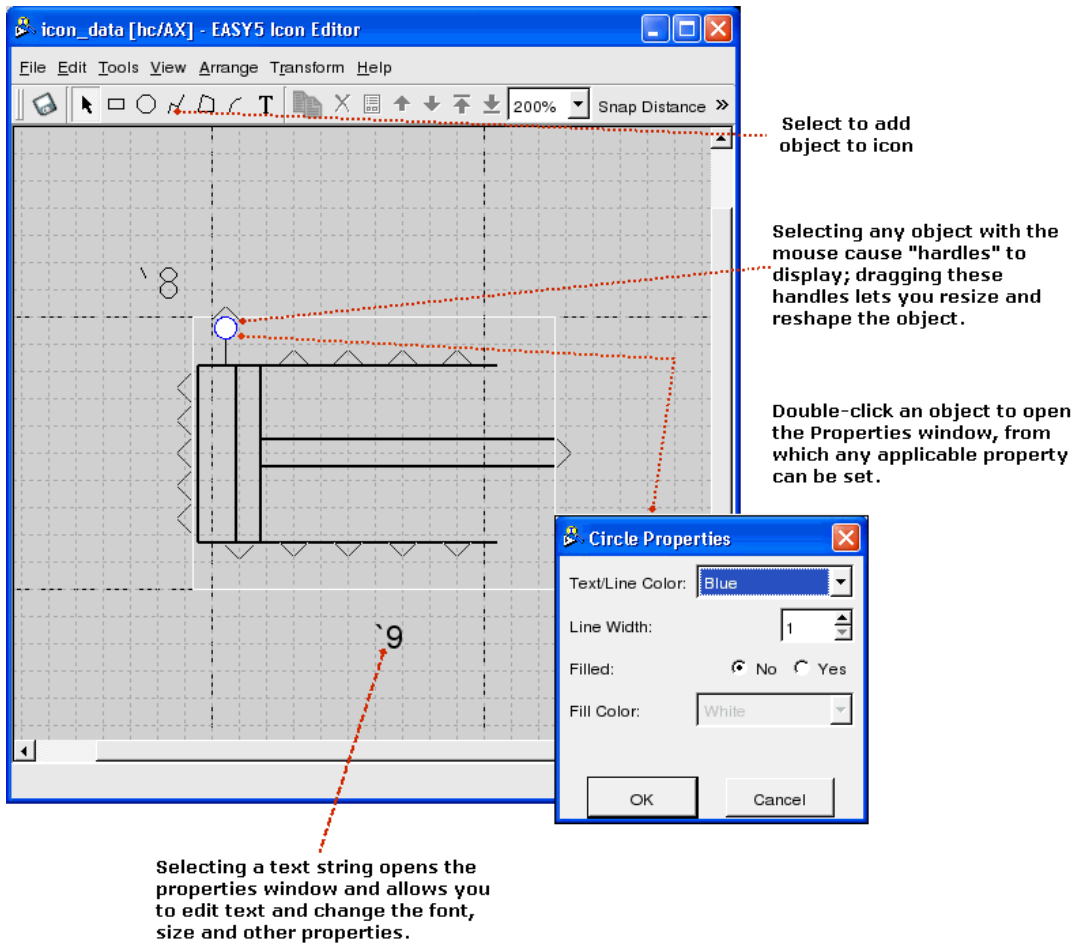 icon_data [hc/AX] - EASY5 Icon Editor
File Edit Tools View Arrange Transform Help
T 200% Snap Distance »
Select to add
object to icon
Selecting any object with the
mouse cause "hardles" to
display; dragging these
handles lets you resize and
reshape the object.
`8
Double-click an object to open
the Properties window, from
which any applicable property
can be set.
Circle Properties
Text/Line Color: Blue
Line Width: 1
Filled: No Yes
Fill Color: White
OK Cancel
`9
Selecting a text string opens the
properties window and allows you
to edit text and change the font,
size and other properties.